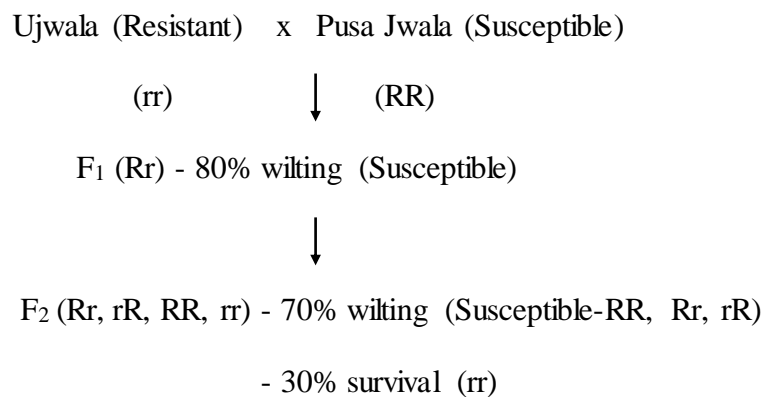 Ujwala (Resistant) x Pusa Jwala (Susceptible)
(rr) (RR)
F₁ (Rr) - 80% wilting (Susceptible)
F₂ (Rr, rR, RR, rr) - 70% wilting (Susceptible-RR, Rr, rR)
- 30% survival (rr)